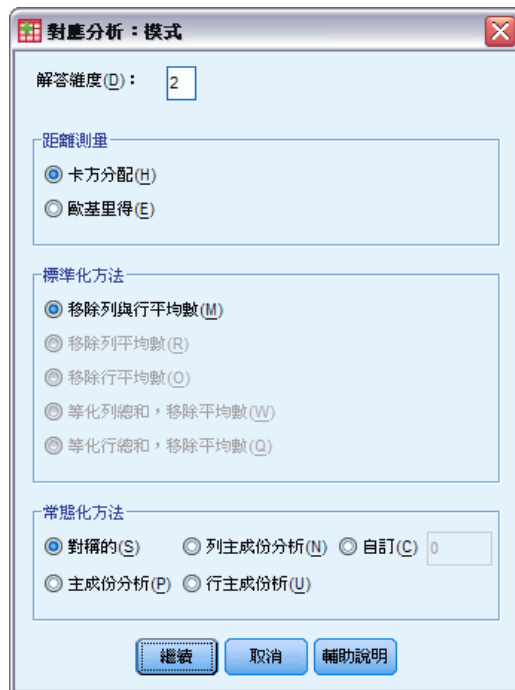 對應分析：模式
解答維度(D)： 2
距離測量
卡方分配(H)
歐基里得(E)
標準化方法
移除列與行平均數(M)
移除列平均數(R)
移除行平均數(O)
等化列總和，移除平均數(W)
等化行總和，移除平均數(Q)
常態化方法
對稱的(S) 列主成份分析(N) 自訂(C) 0
主成份分析(P) 行主成份析(U)
繼續 取消 輔助說明